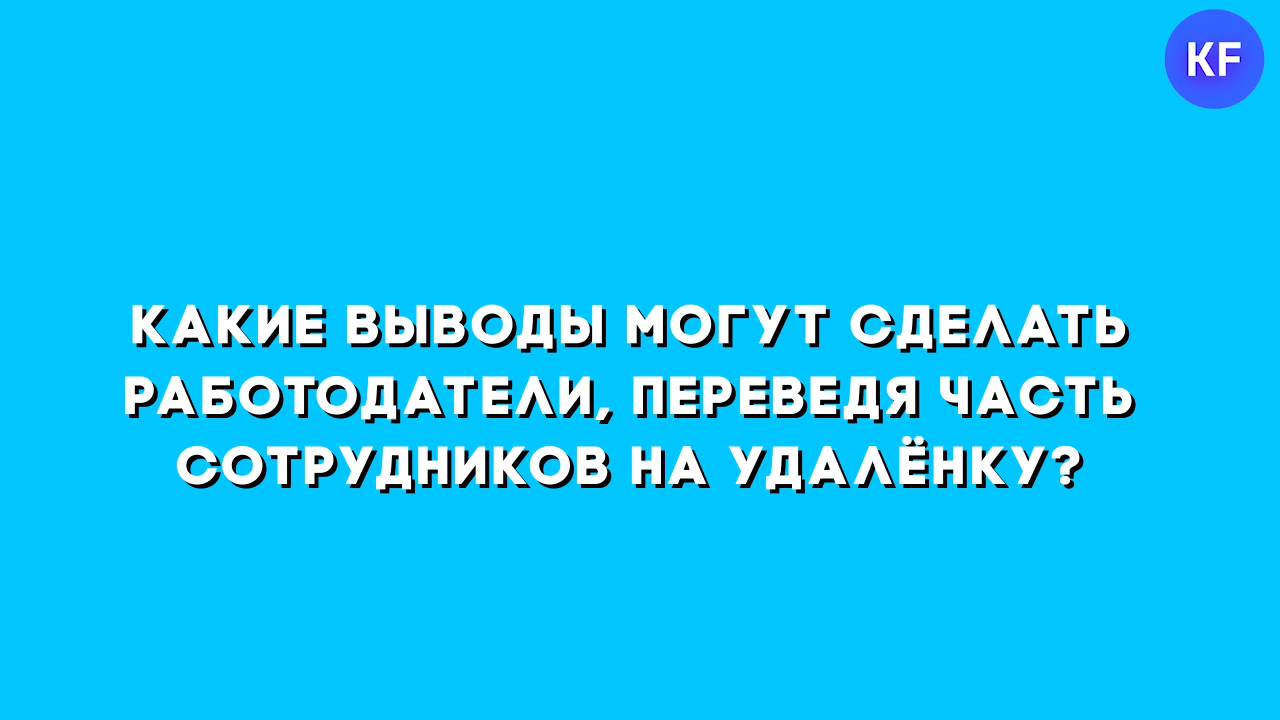 KF
КАКИЕ ВЫВОДЫ МОГУТ СДЕЛАТЬ
РАБОТОДАТЕЛИ, ПЕРЕВЕДЯ ЧАСТЬ
СОТРУДНИКОВ НА УДАЛЁНКУ?